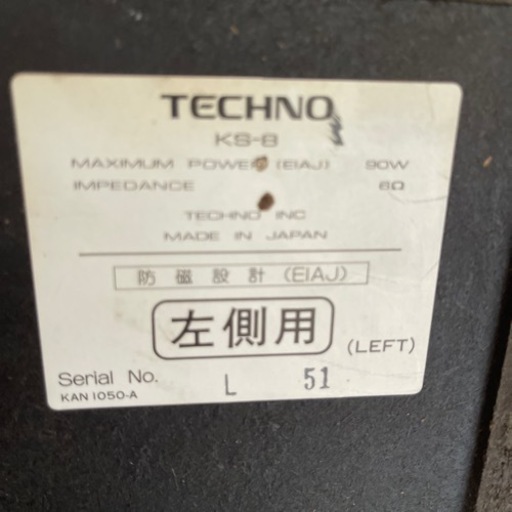 TECHNO
KS-8
MAXIMUM POWER (EIAJ) 90W
IMPEDANCE 6Ω
TECHNO INC
MADE IN JAPAN
防磁設計(EIAJ)
左側用 (LEFT)
Serial No. L 51
KAN 1050-A